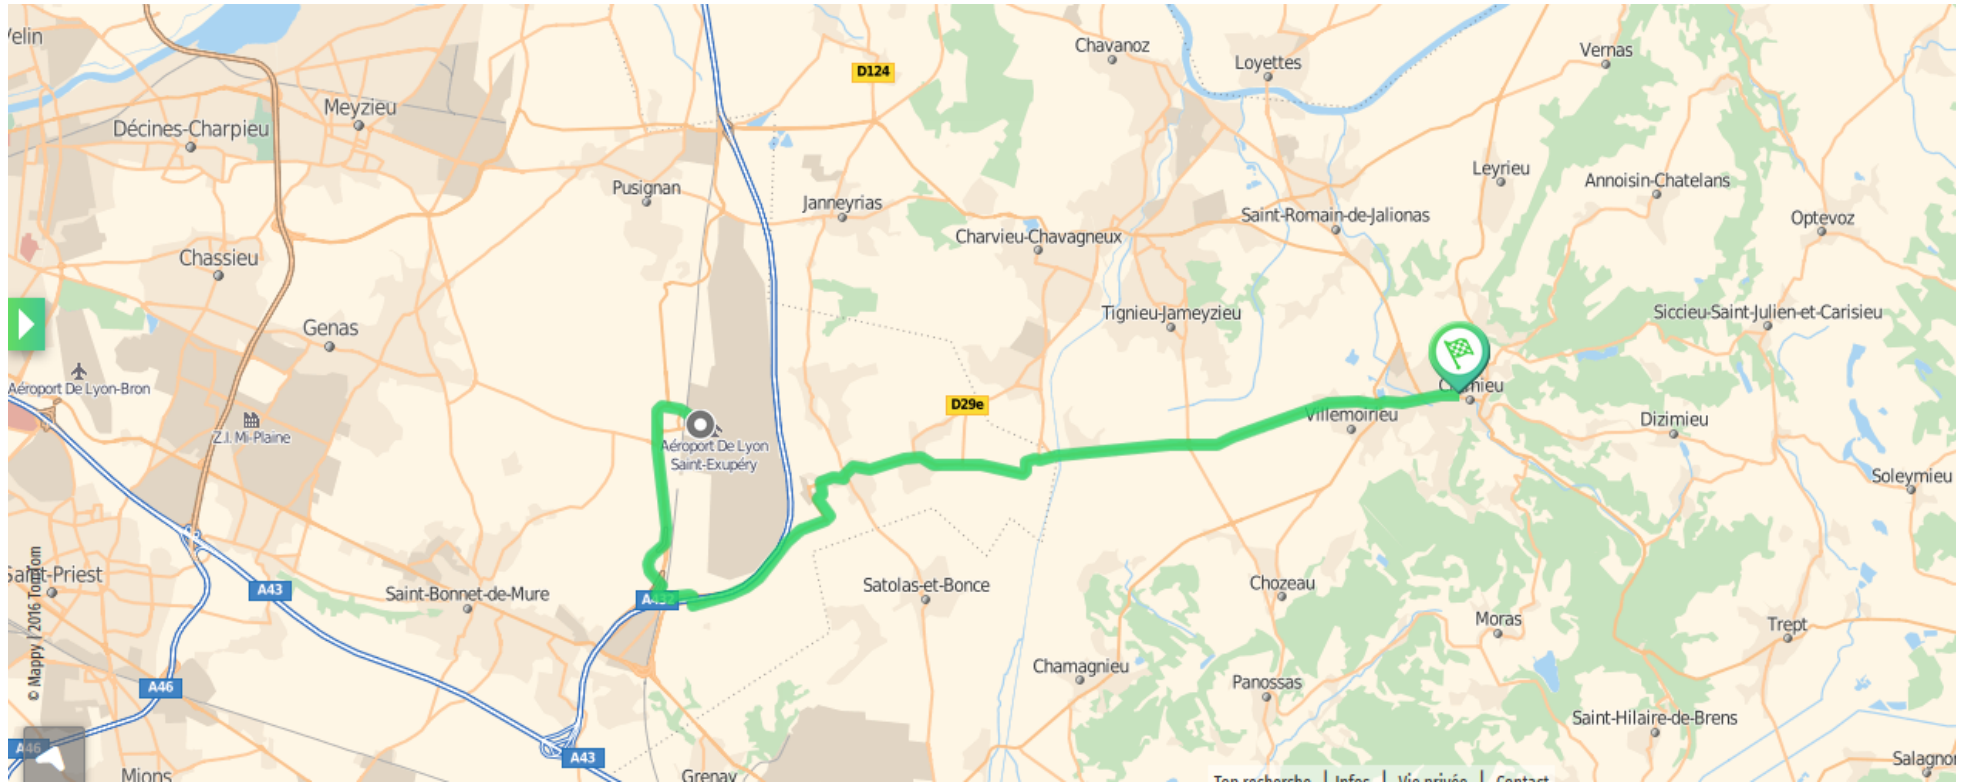 Velin
Chavanoz
Vernas
Loyettes
D124
Meyzieu
Décines-Charpieu
Leyrieu
Annoisin-Chatelans
Pusignan
Janneyrias
Saint-Romain-de-Jalionas
Optevoz
Charvieu-Chavagneux
Chassieu
Tignieu-Jameyzieu
Siccieu-Saint-Julien-et-Carisieu
Genas
Aéroport De Lyon-Bron
D29e
Villemoirieu
Dizimieu
Z.I. Mi-Plaine
Aéroport De Lyon
Saint-Exupéry
Soleymieu
Saint-Priest
A43
Saint-Bonnet-de-Mure
Satolas-et-Bonce
Chozeau
Moras
Trept
© Mappy | 2016 TomTom
Chamagnieu
Panossas
A46
Saint-Hilaire-de-Brens
A46
A43
Salagnon
Mions
Grenay
Top recherche | Infos | Vie privée | Contact